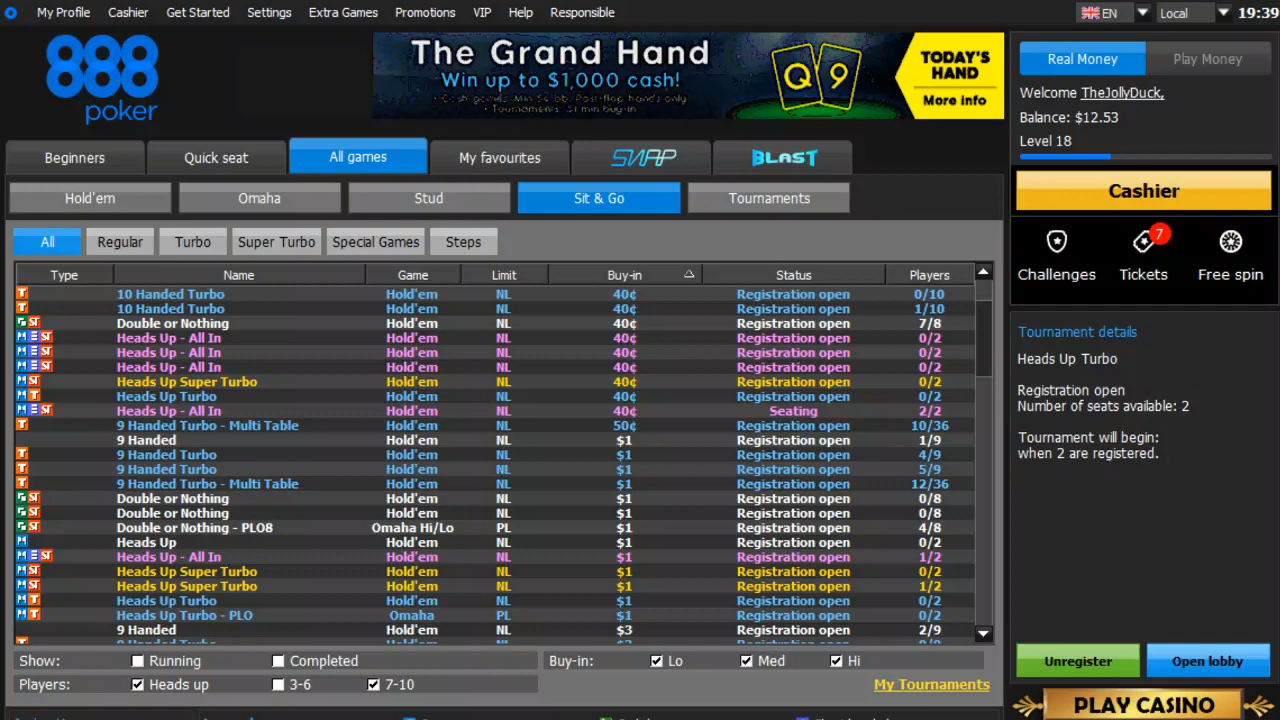 My Profile Cashier Get Started Settings Extra Games Promotions VIP Help Responsible EN Local 19:39
888 poker
The Grand Hand
Win up to $1,000 cash!
Q 9
TODAY'S HAND
More info
Real Money Play Money
Welcome TheJollyDuck,
Balance: $12.53
Level 18
Cashier
7
Challenges Tickets Free spin
Beginners Quick seat All games My favourites SNAP BLAST
Hold'em Omaha Stud Sit & Go Tournaments
All Regular Turbo Super Turbo Special Games Steps
Type Name Game Limit Buy-in Status Players
T 10 Handed Turbo Hold'em NL 40¢ Registration open 0/10
T 10 Handed Turbo Hold'em NL 40¢ Registration open 1/10
ST Double or Nothing Hold'em NL 40¢ Registration open 7/8
ST Heads Up - All In Hold'em NL 40¢ Registration open 0/2
ST Heads Up - All In Hold'em NL 40¢ Registration open 0/2
ST Heads Up - All In Hold'em NL 40¢ Registration open 0/2
ST Heads Up Super Turbo Hold'em NL 40¢ Registration open 0/2
T Heads Up Turbo Hold'em NL 40¢ Registration open 0/2
ST Heads Up - All In Hold'em NL 40¢ Seating 2/2
T 9 Handed Turbo - Multi Table Hold'em NL 50¢ Registration open 10/36
9 Handed Hold'em NL $1 Registration open 1/9
T 9 Handed Turbo Hold'em NL $1 Registration open 4/9
T 9 Handed Turbo Hold'em NL $1 Registration open 5/9
T 9 Handed Turbo - Multi Table Hold'em NL $1 Registration open 12/36
ST Double or Nothing Hold'em NL $1 Registration open 0/8
ST Double or Nothing Hold'em NL $1 Registration open 0/8
ST Double or Nothing - PLO8 Omaha Hi/Lo PL $1 Registration open 4/8
Heads Up Hold'em NL $1 Registration open 0/2
ST Heads Up - All In Hold'em NL $1 Registration open 1/2
ST Heads Up Super Turbo Hold'em NL $1 Registration open 0/2
ST Heads Up Super Turbo Hold'em NL $1 Registration open 1/2
T Heads Up Turbo Hold'em NL $1 Registration open 0/2
T Heads Up Turbo - PLO Omaha PL $1 Registration open 0/2
9 Handed Hold'em NL $3 Registration open 2/9
Show: Running Completed Buy-in: Lo Med Hi
Players: Heads up 3-6 7-10 My Tournaments
Tournament details
Heads Up Turbo
Registration open
Number of seats available: 2
Tournament will begin:
when 2 are registered.
Unregister Open lobby
PLAY CASINO